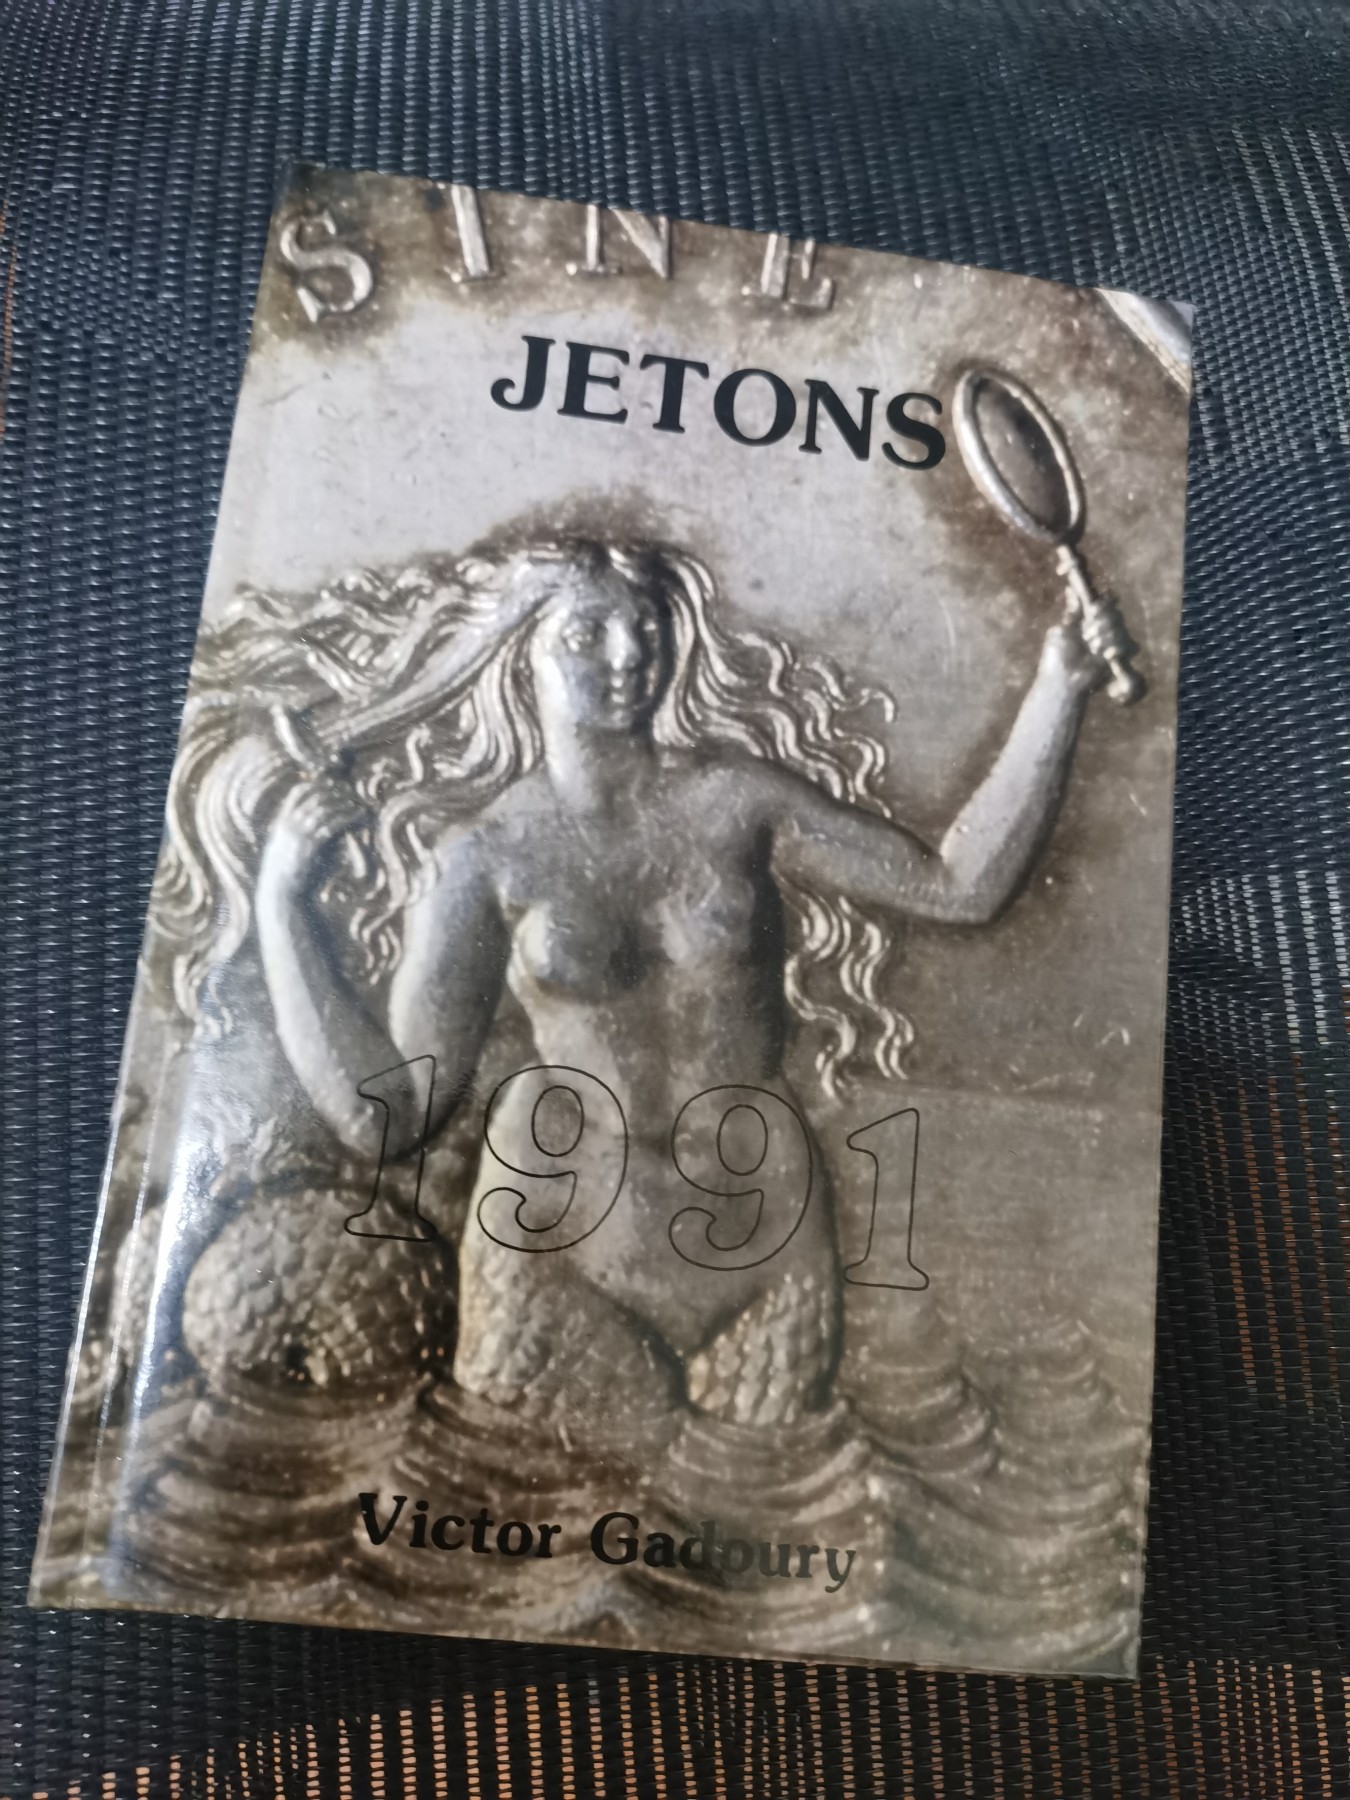 SINE
JETONS
1991
Victor Gadoury